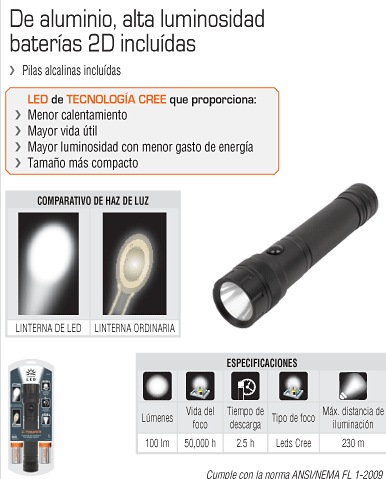 De aluminio, alta luminosidad
baterías 2D incluídas
❯ Pilas alcalinas incluídas
LED de TECNOLOGÍA CREE que proporciona:
❯ Menor calentamiento
❯ Mayor vida útil
❯ Mayor luminosidad con menor gasto de energía
❯ Tamaño más compacto
COMPARATIVO DE HAZ DE LUZ
LINTERNA DE LED LINTERNA ORDINARIA
LED
ESPECIFICACIONES
Lúmenes Vida del foco Tiempo de descarga Tipo de foco Máx. distancia de iluminación
100 lm 50,000 h 2.5 h Leds Cree 230 m
Cumple con la norma ANSI/NEMA FL 1-2009